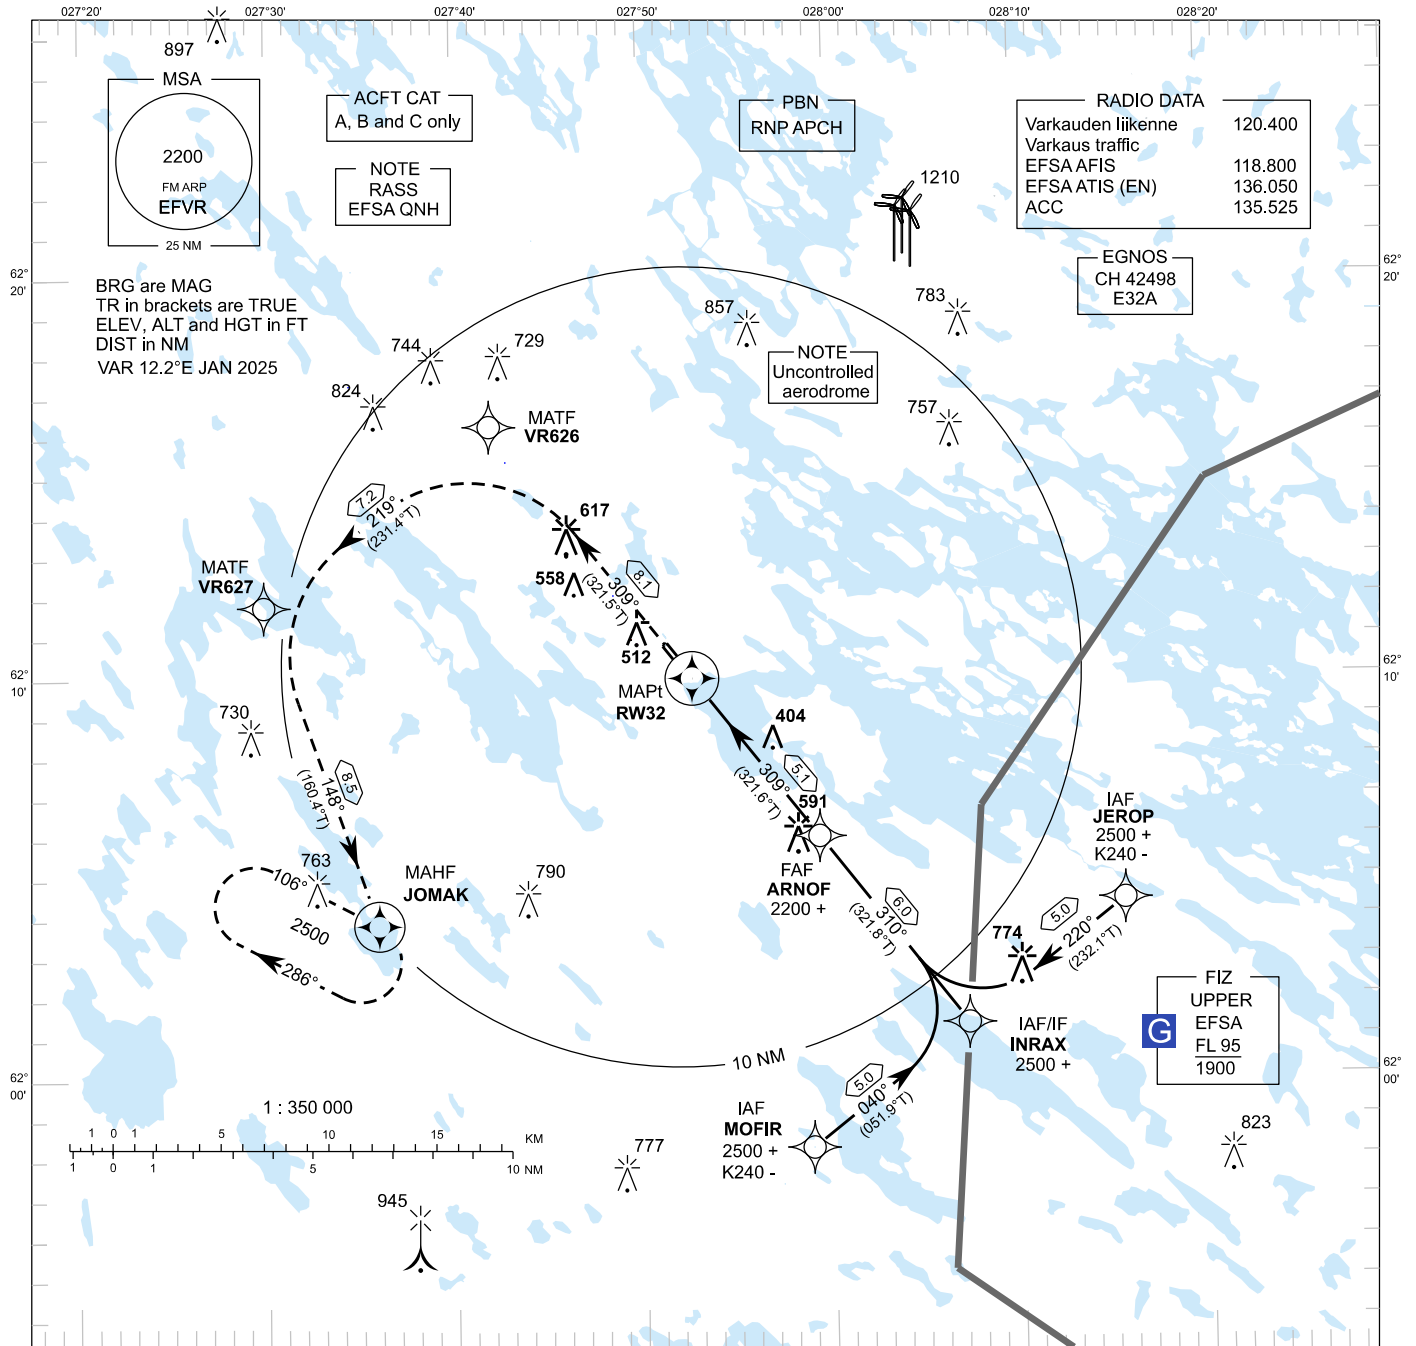 027°20'
027°30'
027°40'
027°50'
028°00'
028°10'
028°20'
897
MSA
2200
FM ARP
EFVR
25 NM
ACFT CAT
A, B and C only
NOTE
RASS
EFSA QNH
PBN
RNP APCH
RADIO DATA
Varkauden liikenne 120.400
Varkaus traffic
EFSA AFIS 118.800
EFSA ATIS (EN) 136.050
ACC 135.525
1210
EGNOS
CH 42498
E32A
62°
20'
62°
20'
BRG are MAG
TR in brackets are TRUE
ELEV, ALT and HGT in FT
DIST in NM
VAR 12.2°E JAN 2025
857
783
744
729
824
NOTE
Uncontrolled
aerodrome
757
MATF
VR626
7.2
219°
(231.4°T)
617
558
8.1
309°
(321.5°T)
512
MATF
VR627
MAPt
RW32
62°
10'
62°
10'
730
404
5.1
309°
(321.6°T)
591
8.5
148°
(160.4°T)
IAF
JEROP
2500 +
K240 -
763
106°
2500
286°
MAHF
JOMAK
790
FAF
ARNOF
2200 +
6.0
310°
(321.8°T)
774
5.0
220°
(232.1°T)
IAF/IF
INRAX
2500 +
FIZ
UPPER
EFSA
FL 95
1900
G
10 NM
62°
00'
62°
00'
5.0
040°
(051.9°T)
IAF
MOFIR
2500 +
K240 -
1 : 350 000
1 0 1 5 10 15 KM
1 0 1 5 10 NM
777
823
945